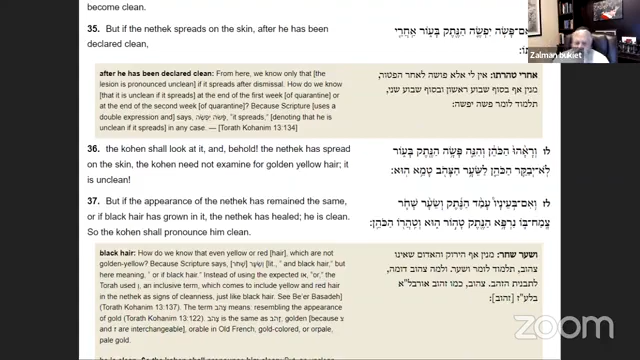 become clean.
35. But if the nethek spreads on the skin, after he has been
declared clean,
after he has been declared clean: From here, we know only that [the
lesion is pronounced unclean] if it spreads after dismissal. How do we know
[that it is unclean if it spreads] at the end of the first week [of quarantine]
or at the end of the second week [of quarantine]? Because Scripture [uses a
double expression and] says, פָּשֹׂה יִפְשֶׂה, "it spreads," [denoting that he is
unclean if it spreads] in any case. — [Torath Kohanim 13:134]
36. the kohen shall look at it, and, behold! the nethek has spread
on the skin, the kohen need not examine for golden yellow hair; it
is unclean!
37. But if the appearance of the nethek has remained the same,
or if black hair has grown in it, the nethek has healed; he is clean.
So the kohen shall pronounce him clean.
black hair: How do we know that even yellow or red [hair], which are not
golden-yellow? Because Scripture says, וְשֵׂעָר [lit., " and black hair," but
here meaning, " or if black hair." Instead of using the expected אוֹ, "or," the
Torah used ו, an inclusive term, which comes to include yellow and red hair
in the nethek as signs of cleanness, just like black hair. See Be'er Basadeh]
(Torath Kohanim 13:137). The term צָהֹב means: resembling the appearance
of gold (Torath Kohanim 13:122). צָהֹב is the same as זָהֹב, golden [because צ
and ז are interchangeable], orable in Old French, gold-colored, or orpale,
pale gold.
וְאִם־פָּשֹׂה יִפְשֶׂה הַנֶּתֶק בָּעוֹר אַחֲרֵי
אחרי טהרתו: אין לי אלא פושה לאחר הפטור,
מנין אף בסוף שבוע ראשון ובסוף שבוע שני,
תלמוד לומר פשה יפשה:
לו וְרָאָהוּ הַכֹּהֵן וְהִנֵּה פָּשָׂה הַנֶּתֶק בָּעוֹר
לֹא־יְבַקֵּר הַכֹּהֵן לַשֵּׂעָר הַצָּהֹב טָמֵא הוּא:
לז וְאִם־בְּעֵינָיו עָמַד הַנֶּתֶק וְשֵׂעָר שָׁחֹר
צָמַח־בּוֹ נִרְפָּא הַנֶּתֶק טָהוֹר הוּא וְטִהֲרוֹ הַכֹּהֵן:
ושער שחר: מנין אף הירוק והאדום שאינו
צהוב, תלמוד לומר ושער. ולמה צהוב דומה,
לתבנית הזהב. צהוב, כמו זהוב אורבל"א
בלע"ז [זהוב]:
Zalman bukiet
zoom